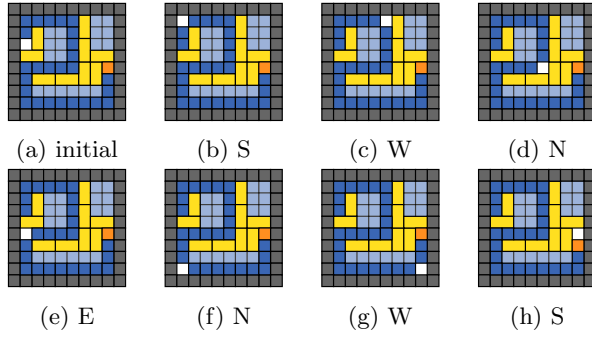 (a) initial
(b) S
(c) W
(d) N
(e) E
(f) N
(g) W
(h) S